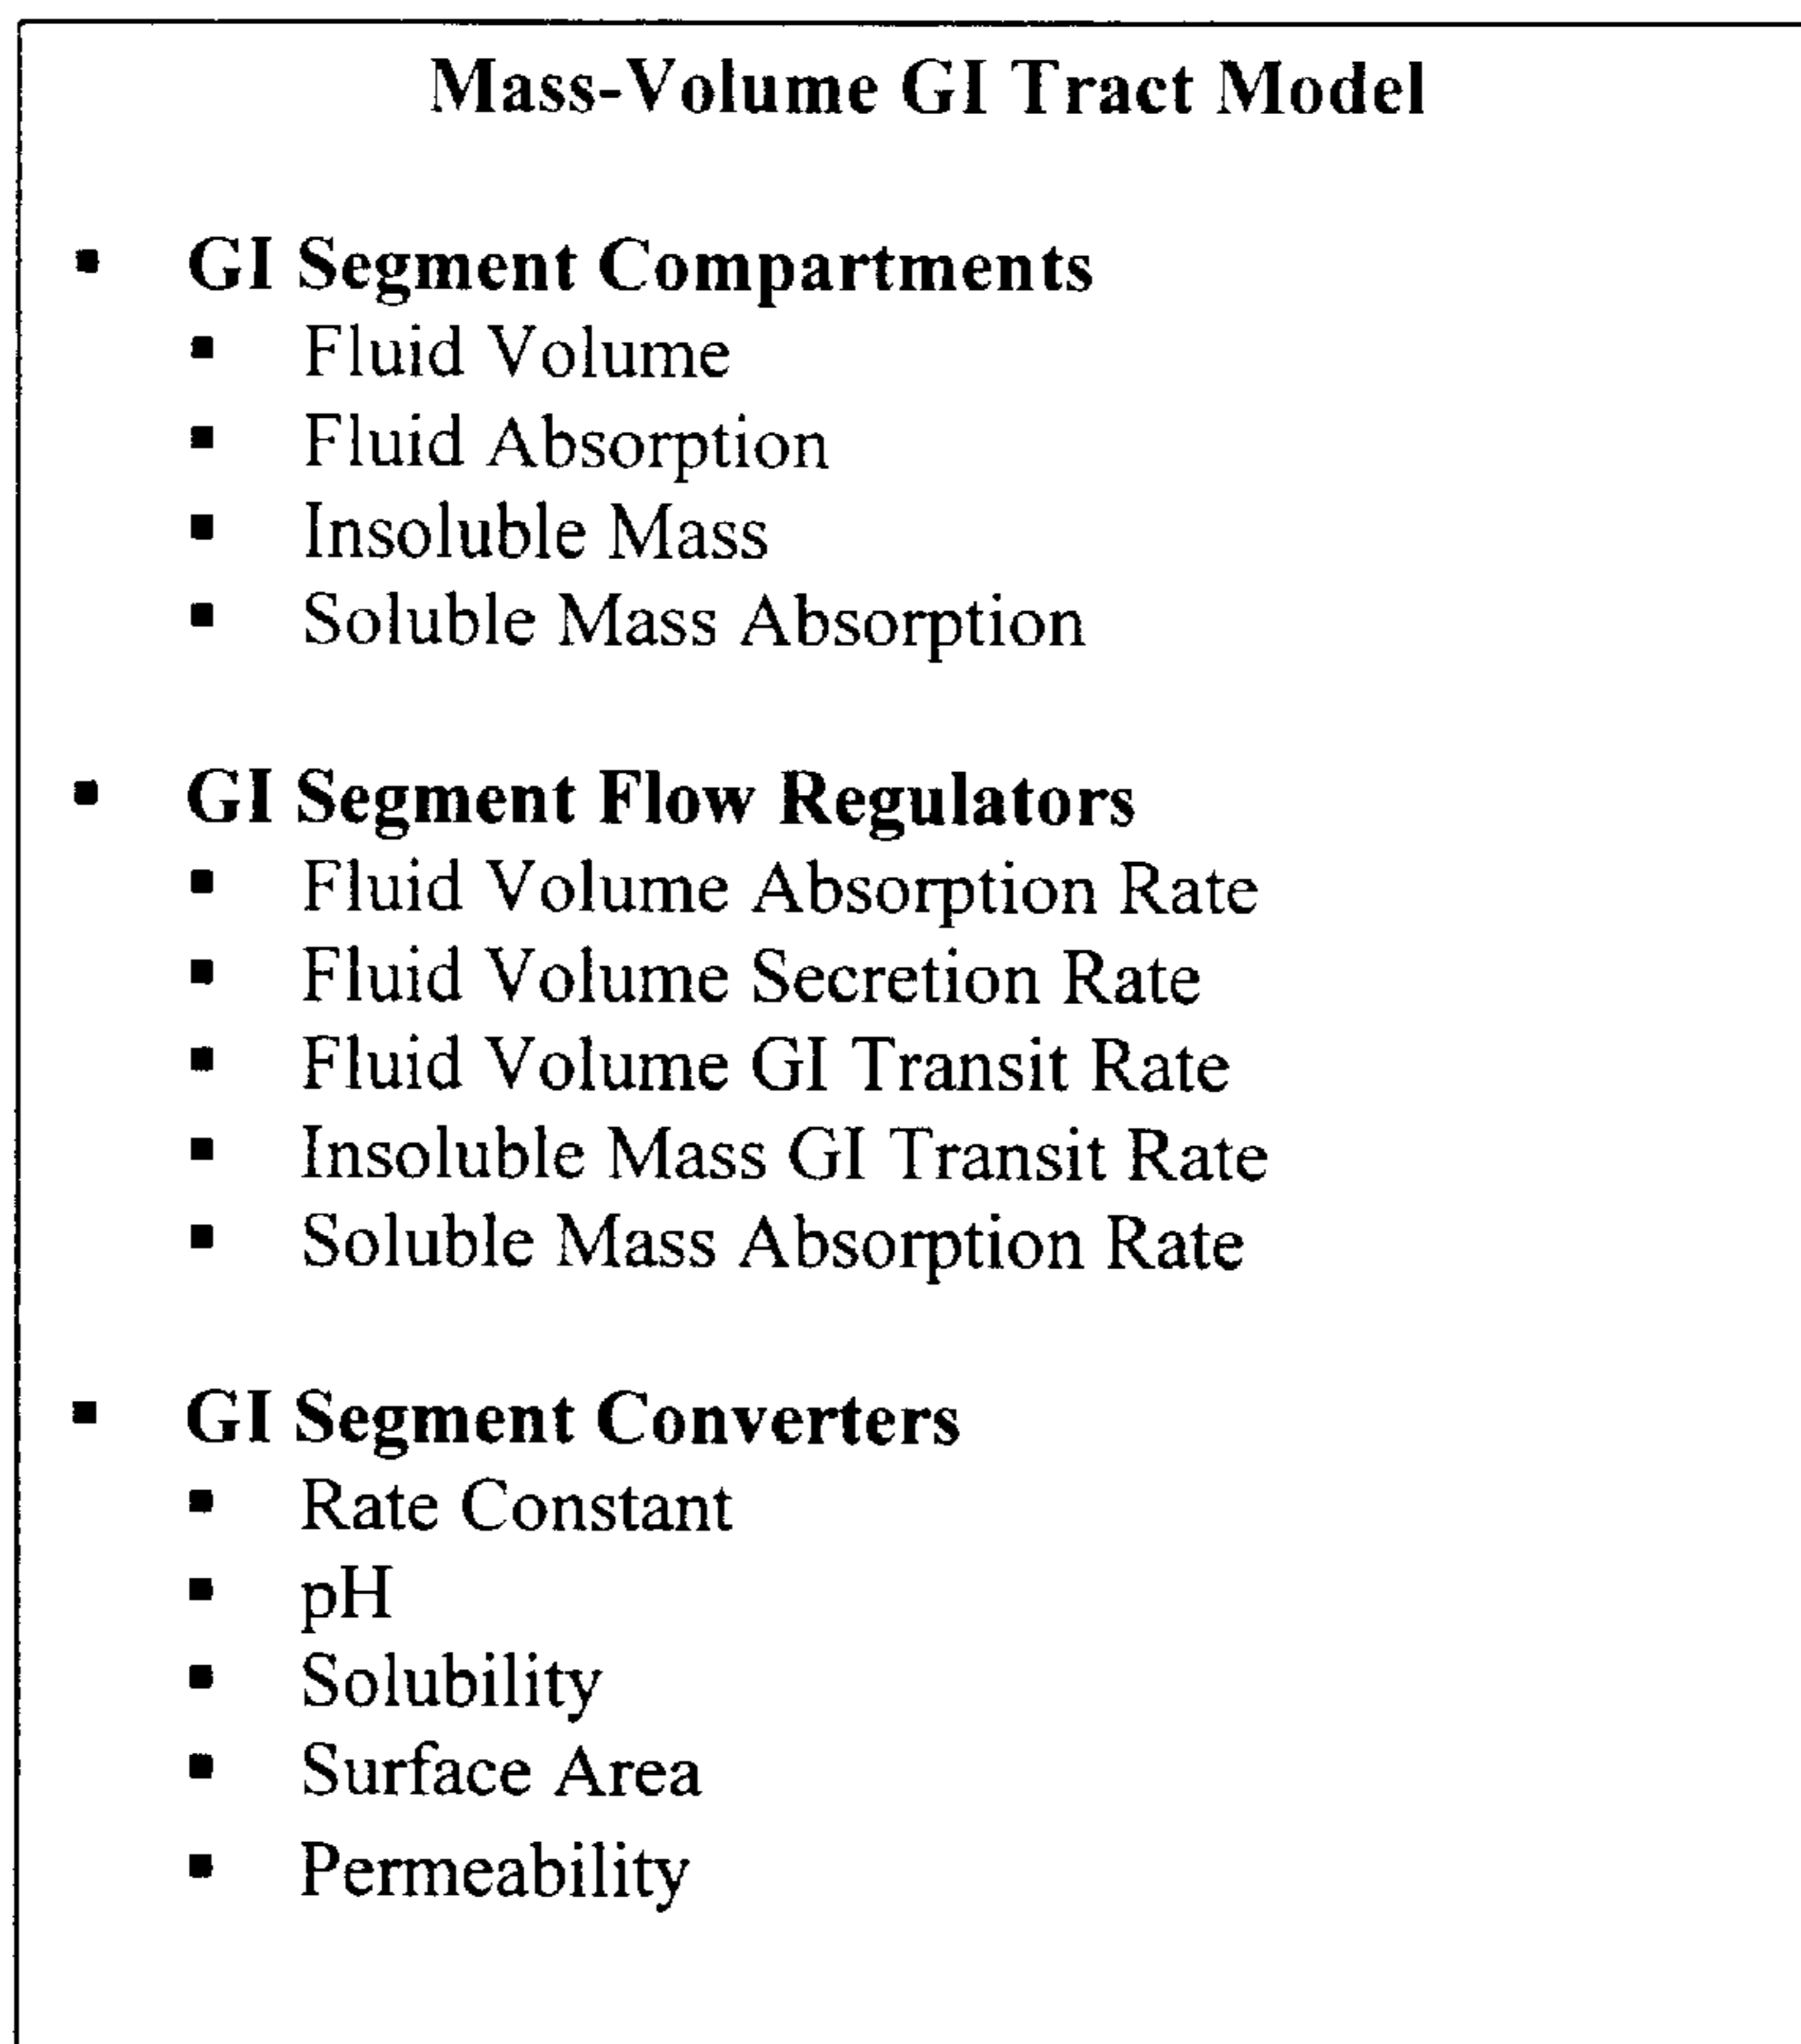 Mass-Volume GI Tract Model
▪ GI Segment Compartments
▪ Fluid Volume
▪ Fluid Absorption
▪ Insoluble Mass
▪ Soluble Mass Absorption
▪ GI Segment Flow Regulators
▪ Fluid Volume Absorption Rate
▪ Fluid Volume Secretion Rate
▪ Fluid Volume GI Transit Rate
▪ Insoluble Mass GI Transit Rate
▪ Soluble Mass Absorption Rate
▪ GI Segment Converters
▪ Rate Constant
▪ pH
▪ Solubility
▪ Surface Area
▪ Permeability